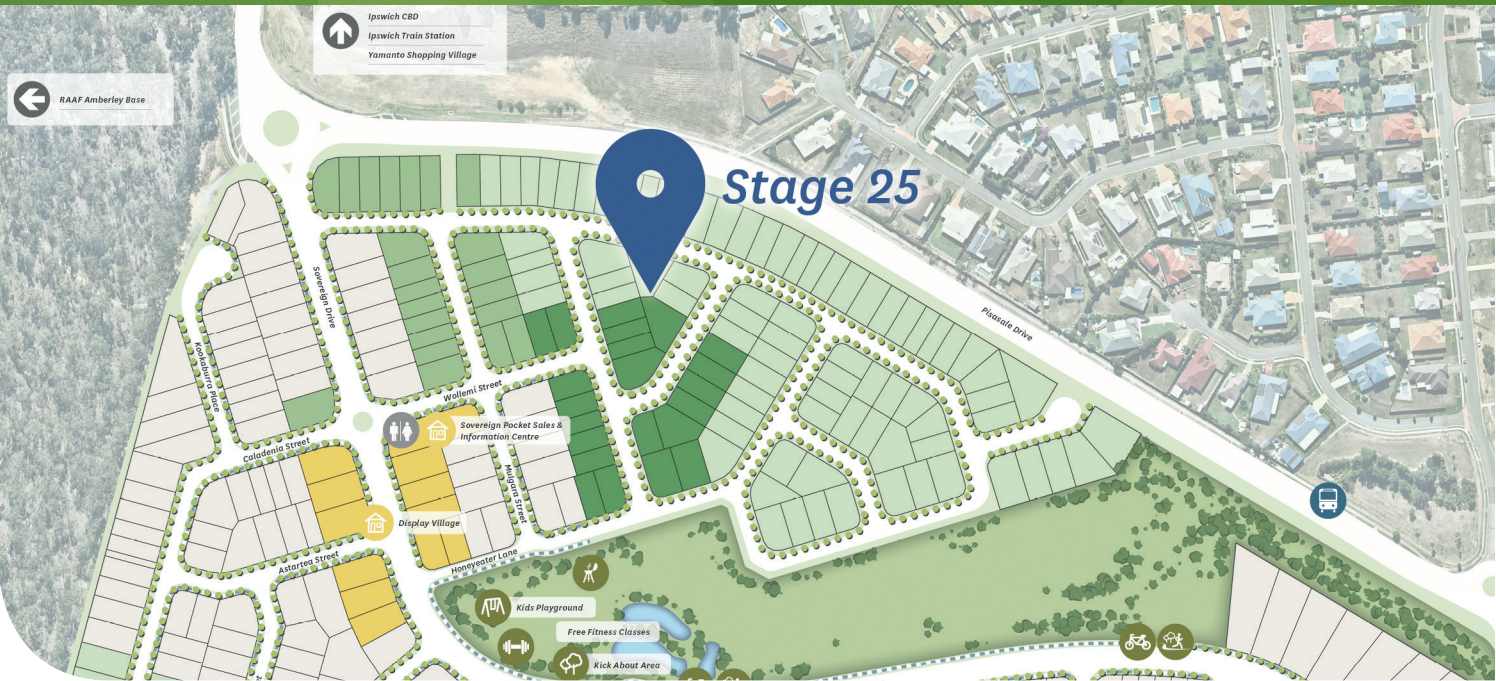 Ipswich CBD
Ipswich Train Station
Yamanto Shopping Village
RAAF Amberley Base
Stage 25
Sovereign Drive
Pisasale Drive
Kookaburra Place
Wollemi Street
Sovereign Pocket Sales &
Information Centre
Caladenia Street
Mulgara Street
Display Village
Astartea Street
Honeyeater Lane
Kids Playground
Free Fitness Classes
Kick About Area